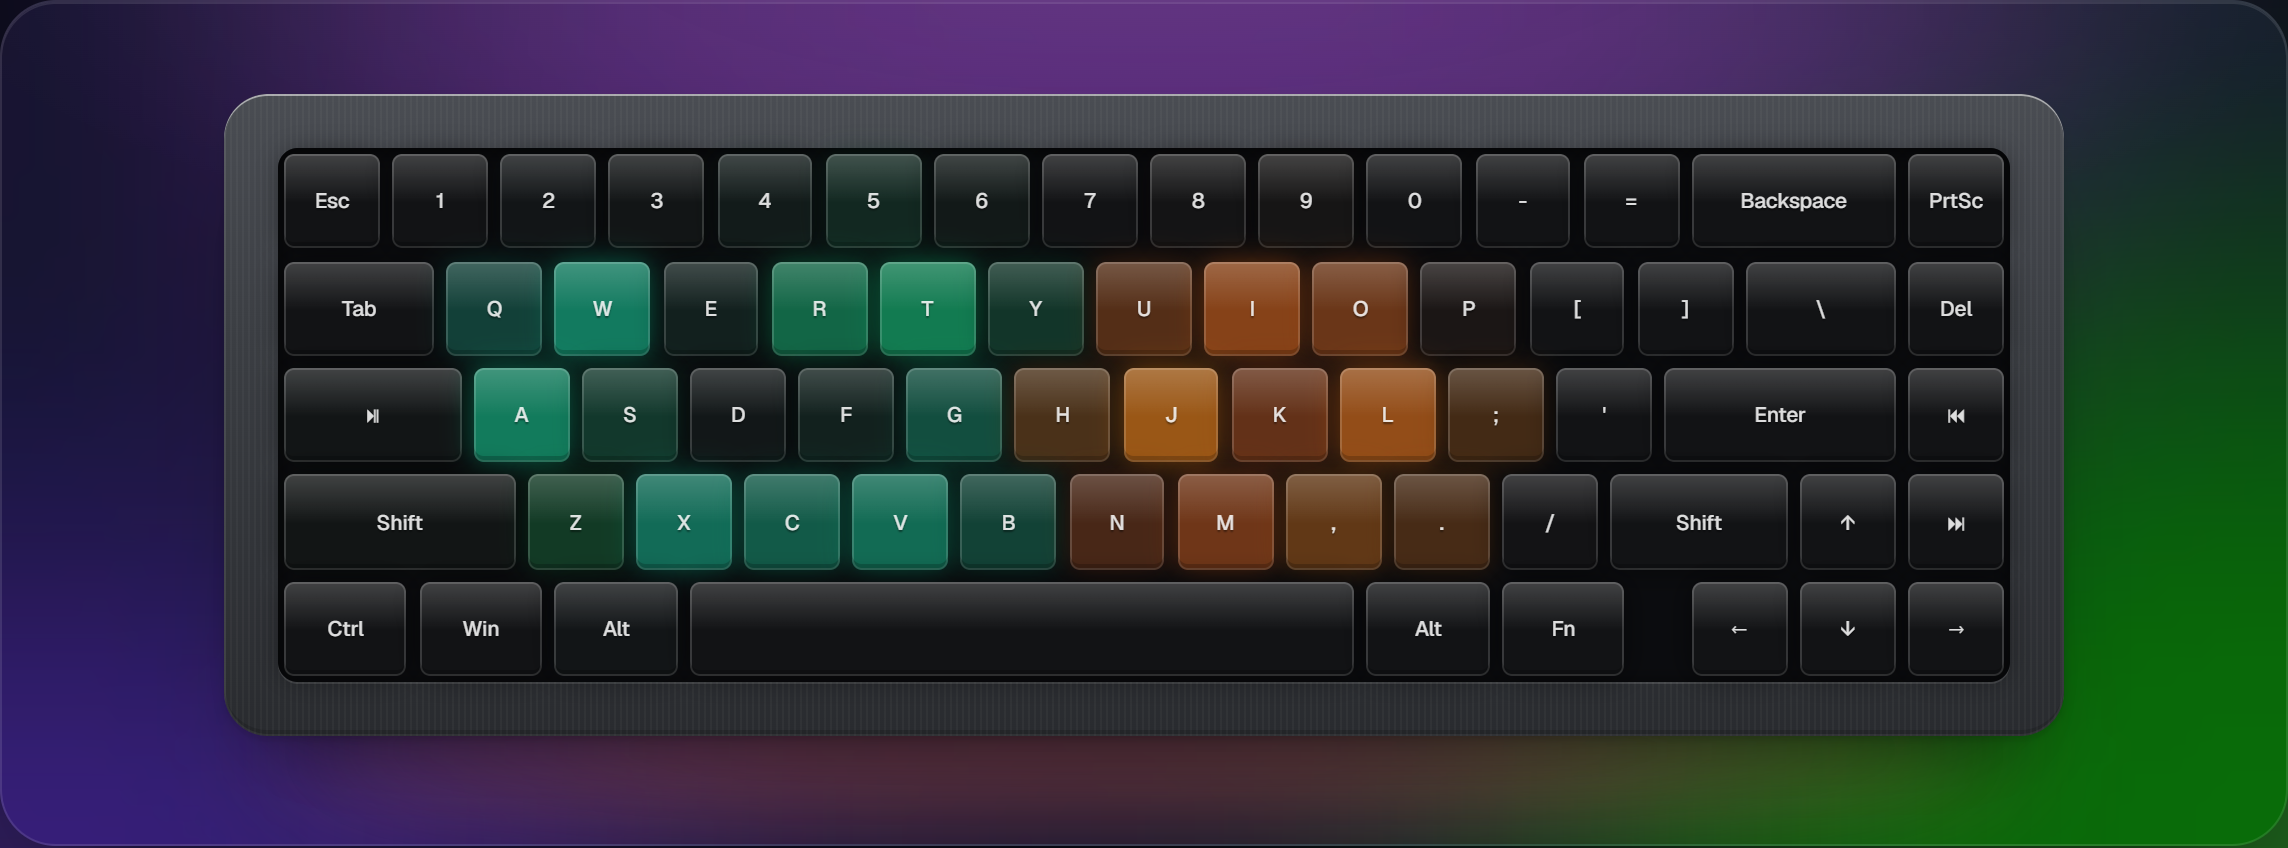 Esc 1 2 3 4 5 6 7 8 9 0 - = Backspace PrtSc
Tab Q W E R T Y U I O P [ ] \ Del
⏯ A S D F G H J K L ; ' Enter ⏮
Shift Z X C V B N M , . / Shift ↑ ⏭
Ctrl Win Alt Alt Fn ← ↓ →